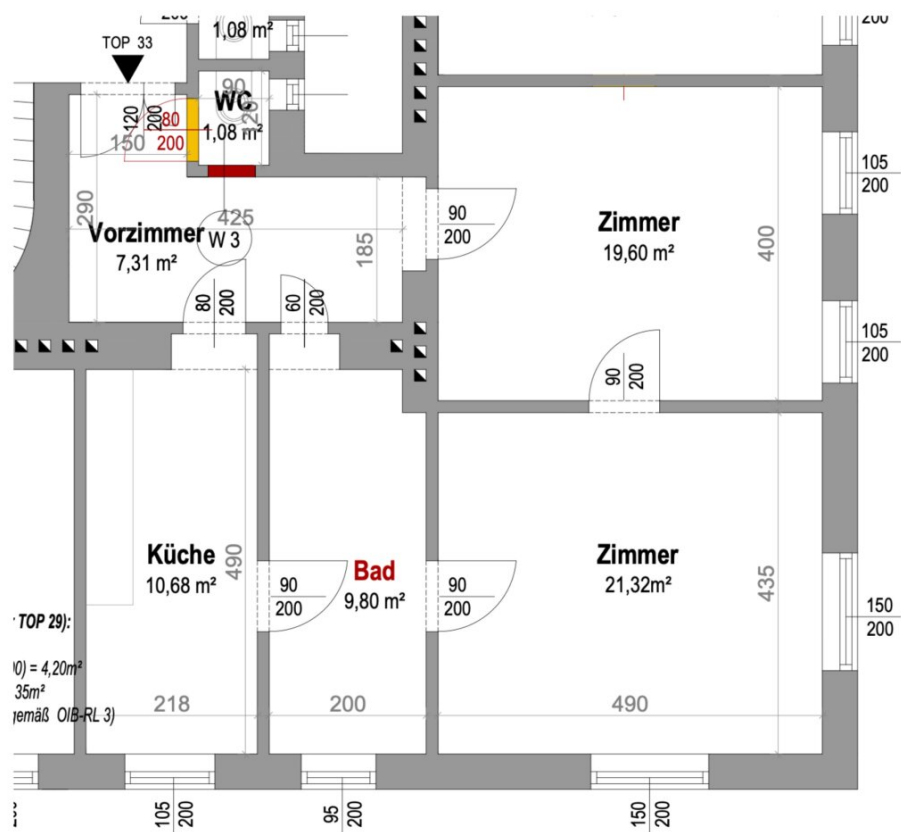 200
1,08 m²
200
TOP 33
90
WC
120
1,08 m²
120
200
80
200
150
105
200
290
425
Vorzimmer
W 3
7,31 m²
185
90
200
Zimmer
19,60 m²
400
80
200
60
200
105
200
90
200
Küche
10,68 m²
490
Bad
9,80 m²
90
200
90
200
Zimmer
21,32m²
435
150
200
TOP 29):
00) = 4,20m²
35m²
gemäß OIB-RL 3)
218
200
490
105
200
95
200
150
200